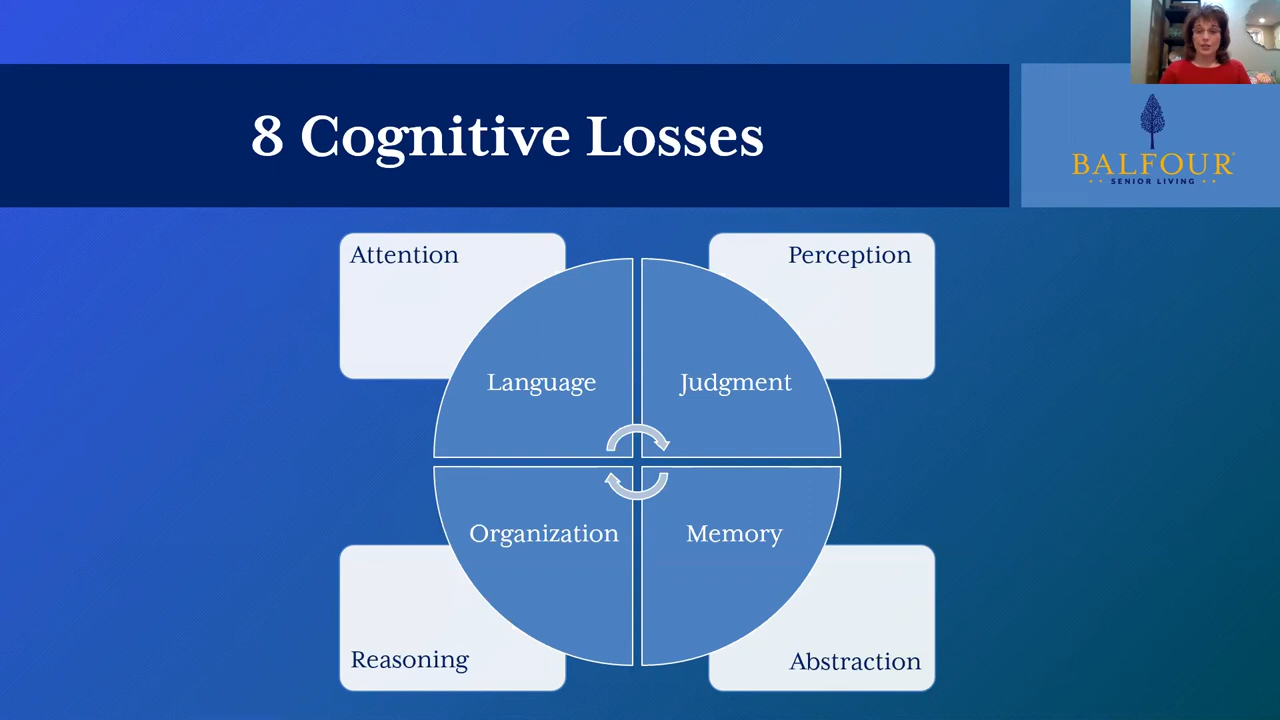 8 Cognitive Losses
BALFOUR
SENIOR LIVING
Attention
Perception
Language
Judgment
Organization
Memory
Reasoning
Abstraction